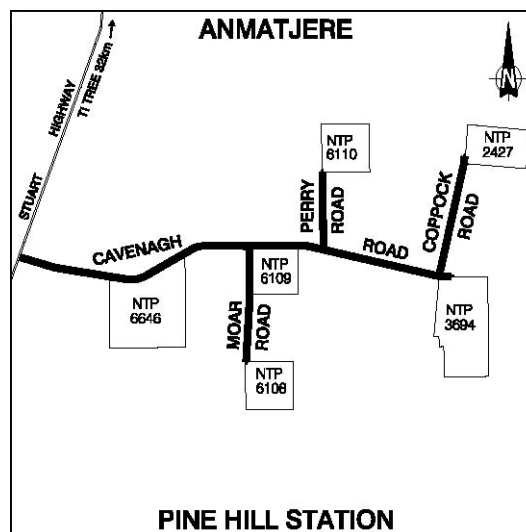 ANMATJERE
N
STUART HIGHWAY
TI TREE 32km
NTP
6110
NTP
2427
PERRY
ROAD
COPPOCK
ROAD
CAVENAGH
ROAD
NTP
6109
NTP
6646
MOAR
ROAD
NTP
3694
NTP
6108
PINE HILL STATION